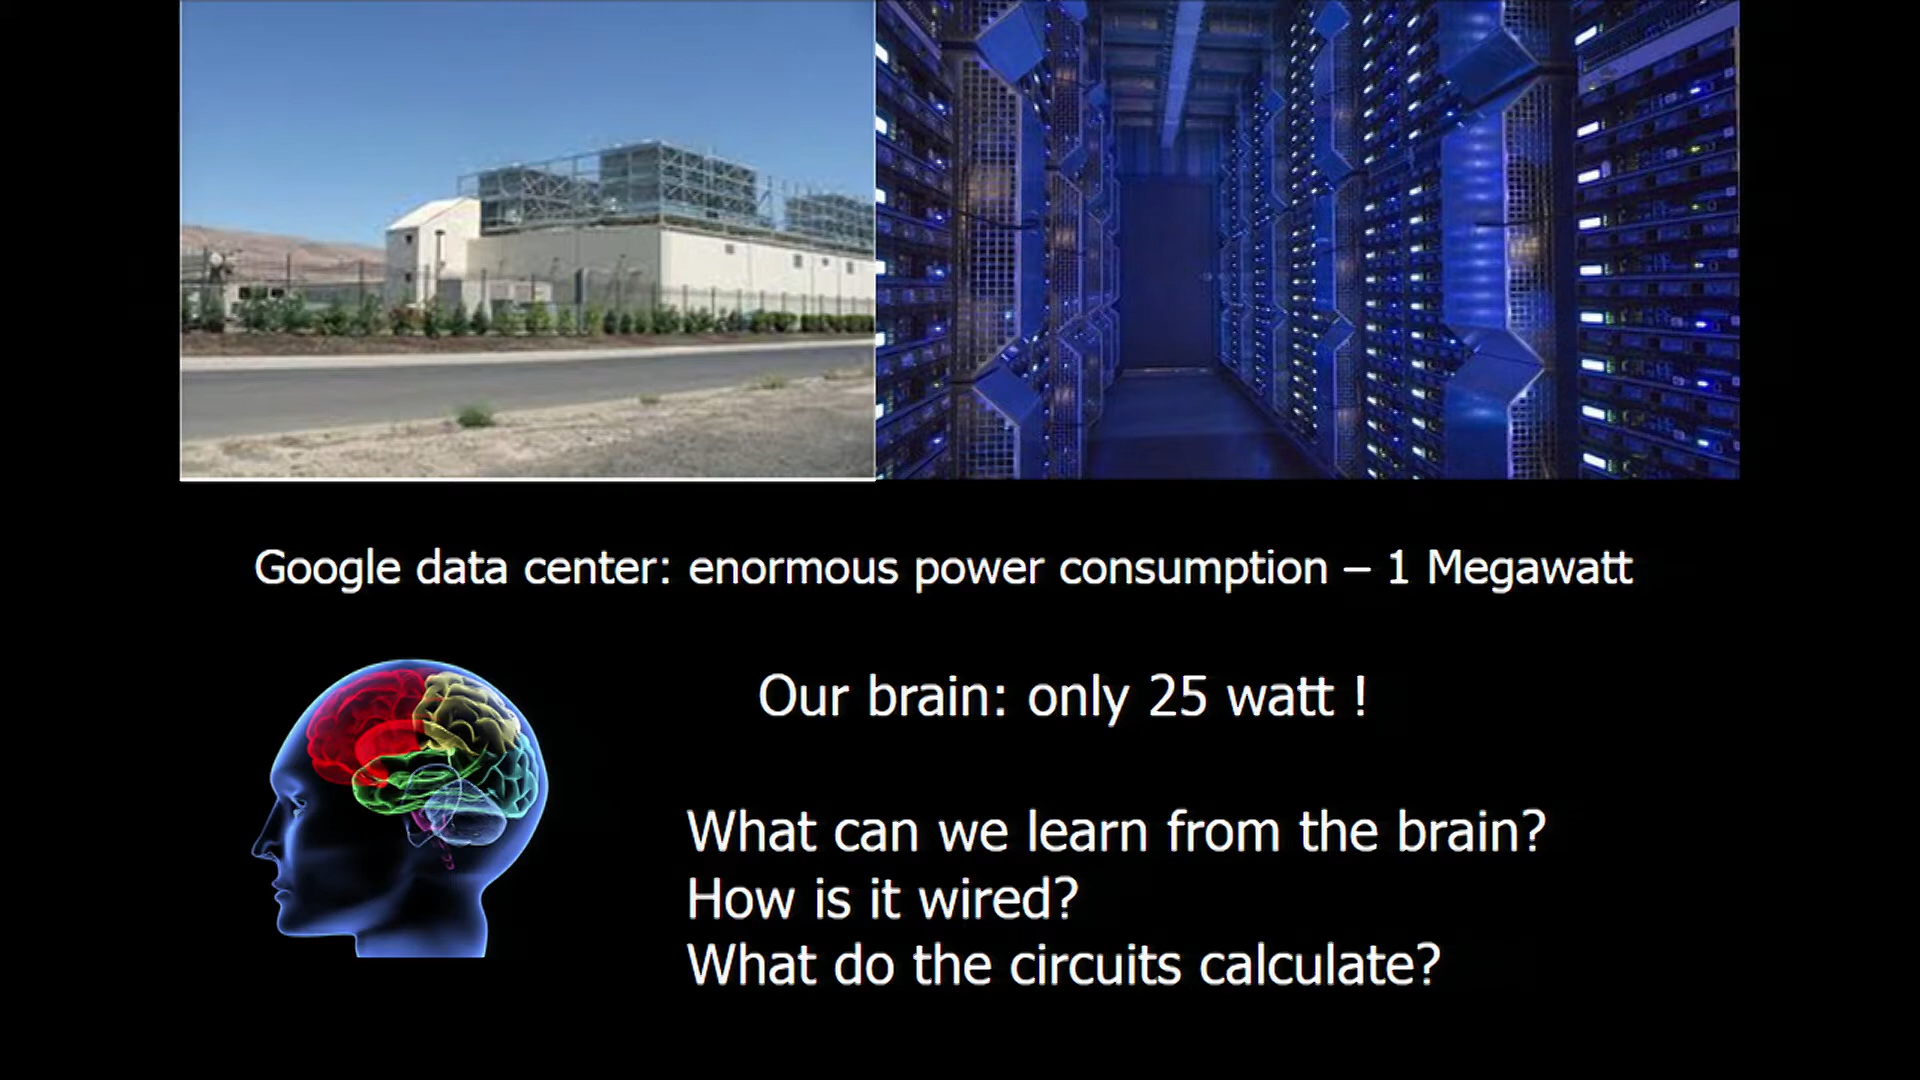 Google data center: enormous power consumption – 1 Megawatt
Our brain: only 25 watt !
What can we learn from the brain?
How is it wired?
What do the circuits calculate?